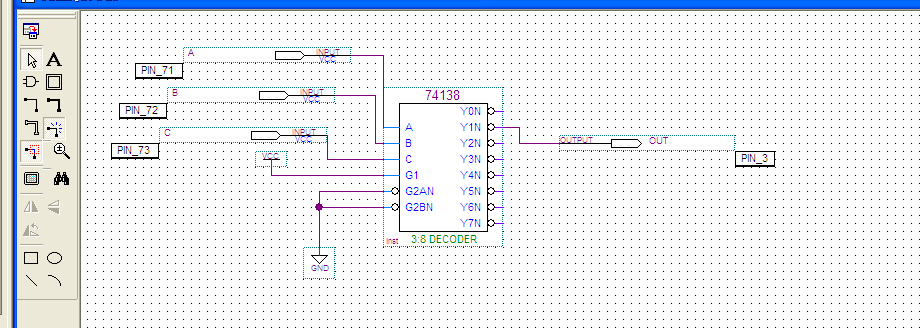 A
A INPUT
VCC
PIN_71
B INPUT
VCC
PIN_72
C INPUT
VCC
PIN_73
VCC
GND
74138
A Y0N
B Y1N
C Y2N
G1 Y3N
G2AN Y4N
G2BN Y5N
Y6N
Y7N
inst 3:8 DECODER
OUTPUT OUT
PIN_3